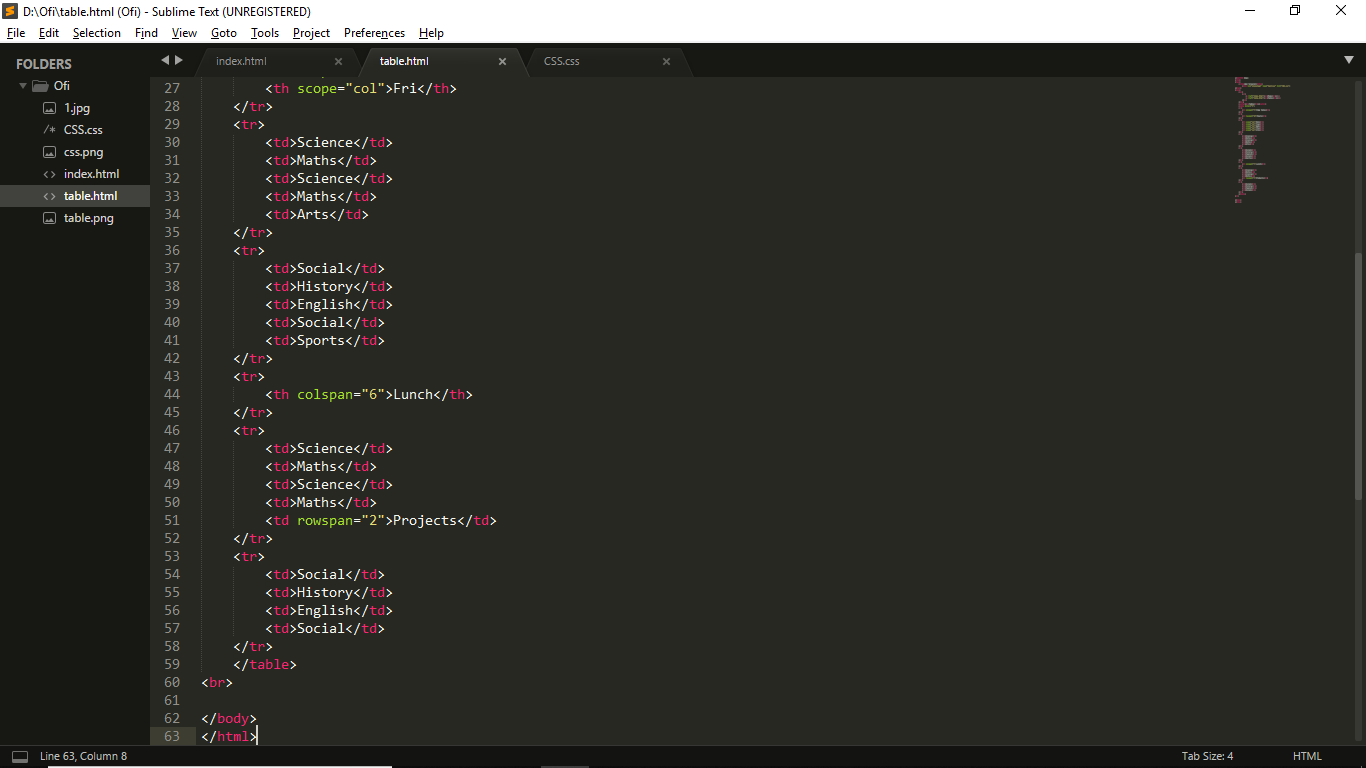 D:\Ofi\table.html (Ofi) - Sublime Text (UNREGISTERED)
File Edit Selection Find View Goto Tools Project Preferences Help
FOLDERS
Ofi
1.jpg
/* CSS.css
css.png
<> index.html
<> table.html
table.png
index.html × table.html × CSS.css ×
27 <th scope="col">Fri</th>
28 </tr>
29 <tr>
30 <td>Science</td>
31 <td>Maths</td>
32 <td>Science</td>
33 <td>Maths</td>
34 <td>Arts</td>
35 </tr>
36 <tr>
37 <td>Social</td>
38 <td>History</td>
39 <td>English</td>
40 <td>Social</td>
41 <td>Sports</td>
42 </tr>
43 <tr>
44 <th colspan="6">Lunch</th>
45 </tr>
46 <tr>
47 <td>Science</td>
48 <td>Maths</td>
49 <td>Science</td>
50 <td>Maths</td>
51 <td rowspan="2">Projects</td>
52 </tr>
53 <tr>
54 <td>Social</td>
55 <td>History</td>
56 <td>English</td>
57 <td>Social</td>
58 </tr>
59 </table>
60 <br>
61
62 </body>
63 </html>
Line 63, Column 8
Tab Size: 4
HTML